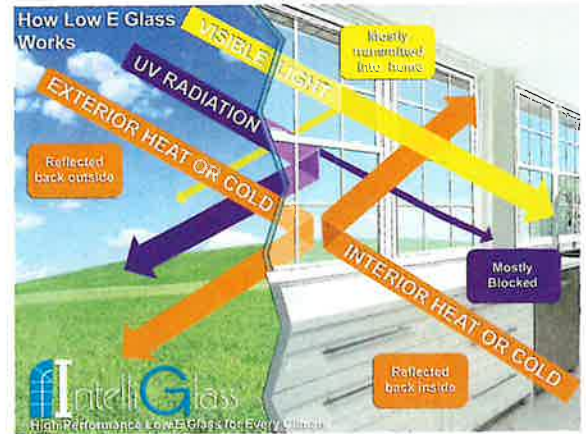 How Low E Glass
Works
VISIBLE LIGHT
Mostly
transmitted
into home
UV RADIATION
EXTERIOR HEAT OR COLD
Reflected
back outside
INTERIOR HEAT OR COLD
Mostly
Blocked
Reflected
back inside
IntelliGlass
High Performance Low E Glass for Every Climate